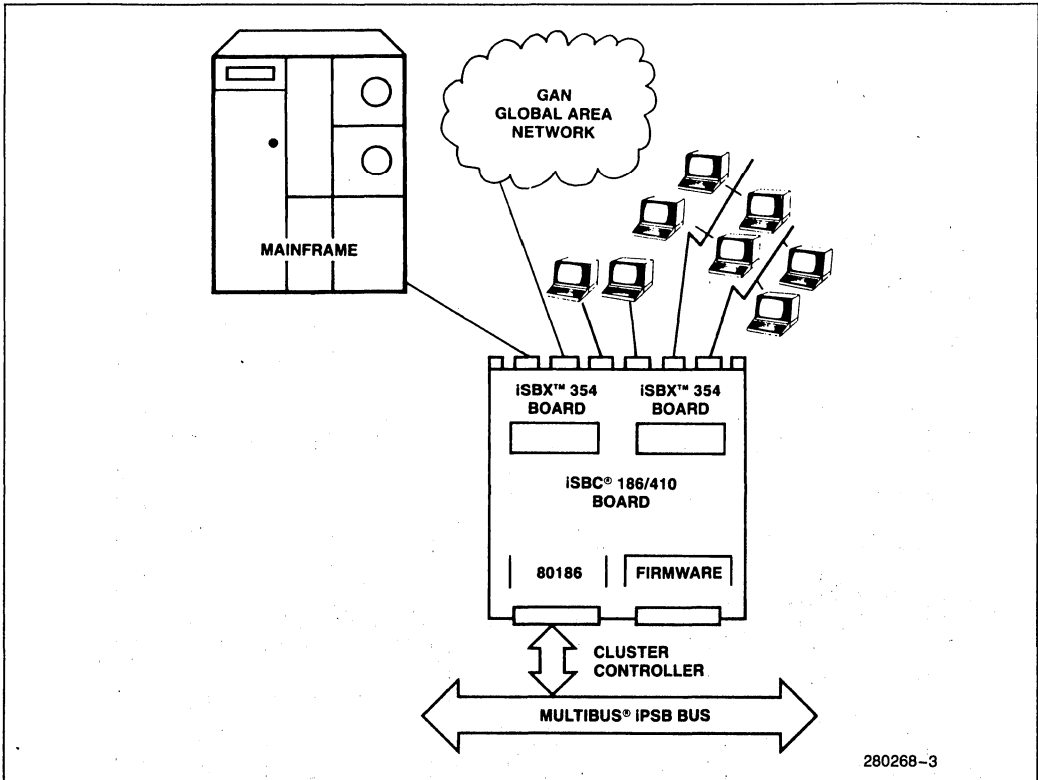 GAN
GLOBAL AREA
NETWORK
MAINFRAME
iSBX™ 354
BOARD
iSBX™ 354
BOARD
iSBC® 186/410
BOARD
80186
FIRMWARE
CLUSTER
CONTROLLER
MULTIBUS® iPSB BUS
280268-3